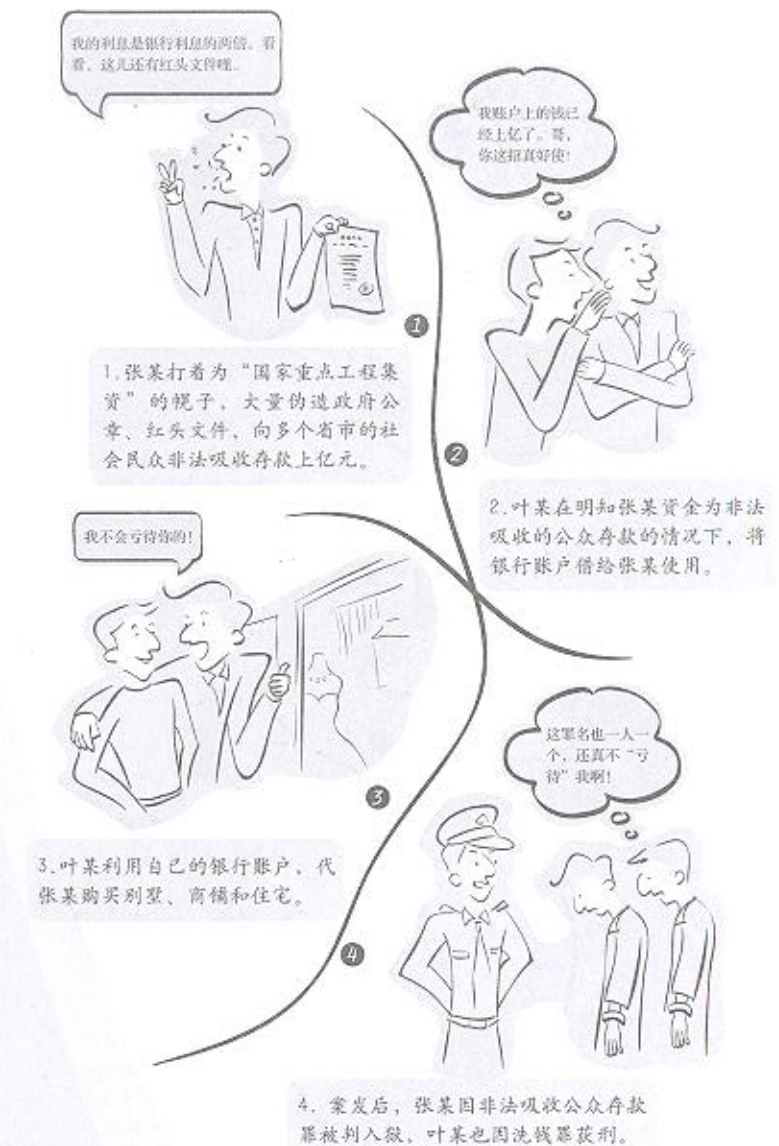 我的利息是银行利息的两倍。看
看，这儿还有红头文件哩。
1
1.张某打着为“国家重点工程集
资”的幌子，大量伪造政府公
章、红头文件，向多个省市的社
会民众非法吸收存款上亿元。
我账户上的钱已
经上亿了。哥，
你这招真好使！
2
2.叶某在明知张某资金为非法
吸收的公众存款的情况下，将
银行账户借给张某使用。
我不会亏待你的！
3
3.叶某利用自己的银行账户，代
张某购买别墅、商铺和住宅。
这罪名也一人一
个，还真不“亏
待”我啊！
4
4. 案发后，张某因非法吸收公众存款
罪被判入狱，叶某也因洗钱罪获刑。